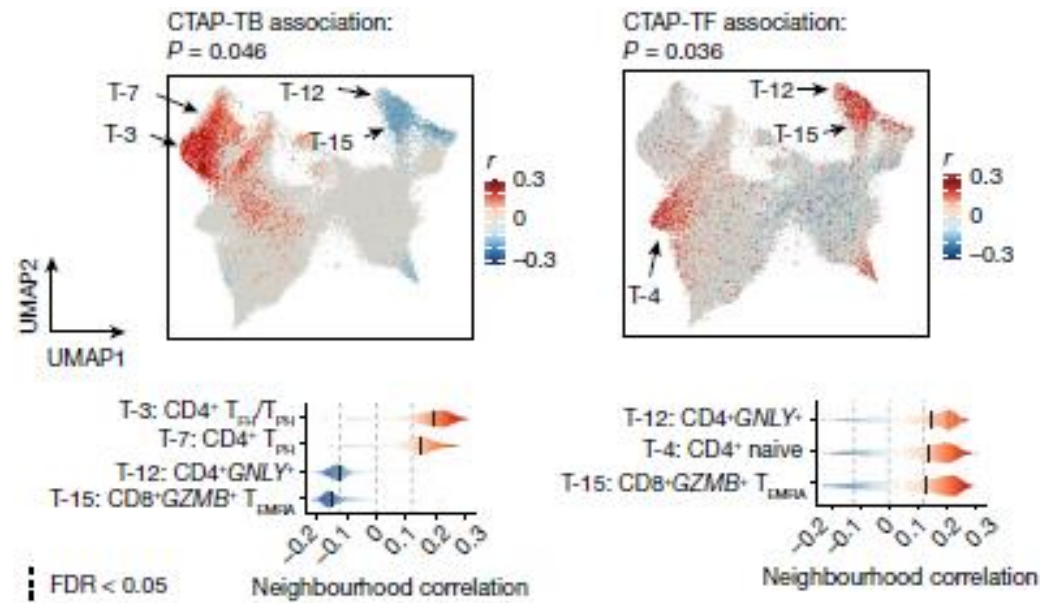 CTAP-TB association:
P = 0.046
T-7
T-3
T-12
T-15
r
0.3
0
−0.3
UMAP2
UMAP1
CTAP-TF association:
P = 0.036
T-12
T-15
T-4
r
0.3
0
−0.3
T-3: CD4⁺ TFH/TPH
T-7: CD4⁺ TPH
T-12: CD4⁺GNLY⁺
T-15: CD8⁺GZMB⁺ TEMRA
−0.2 −0.1 0 0.1 0.2 0.3
Neighbourhood correlation
FDR < 0.05
T-12: CD4⁺GNLY⁺
T-4: CD4⁺ naive
T-15: CD8⁺GZMB⁺ TEMRA
−0.2 −0.1 0 0.1 0.2 0.3
Neighbourhood correlation